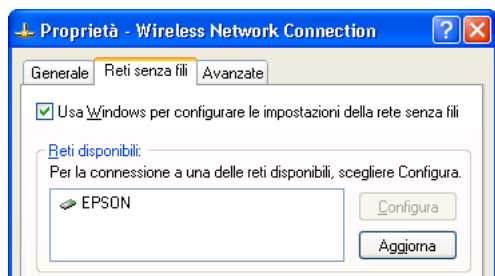 Proprietà - Wireless Network Connection
Generale Reti senza fili Avanzate
Usa Windows per configurare le impostazioni della rete senza fili
Reti disponibili:
Per la connessione a una delle reti disponibili, scegliere Configura.
EPSON
Configura
Aggiorna